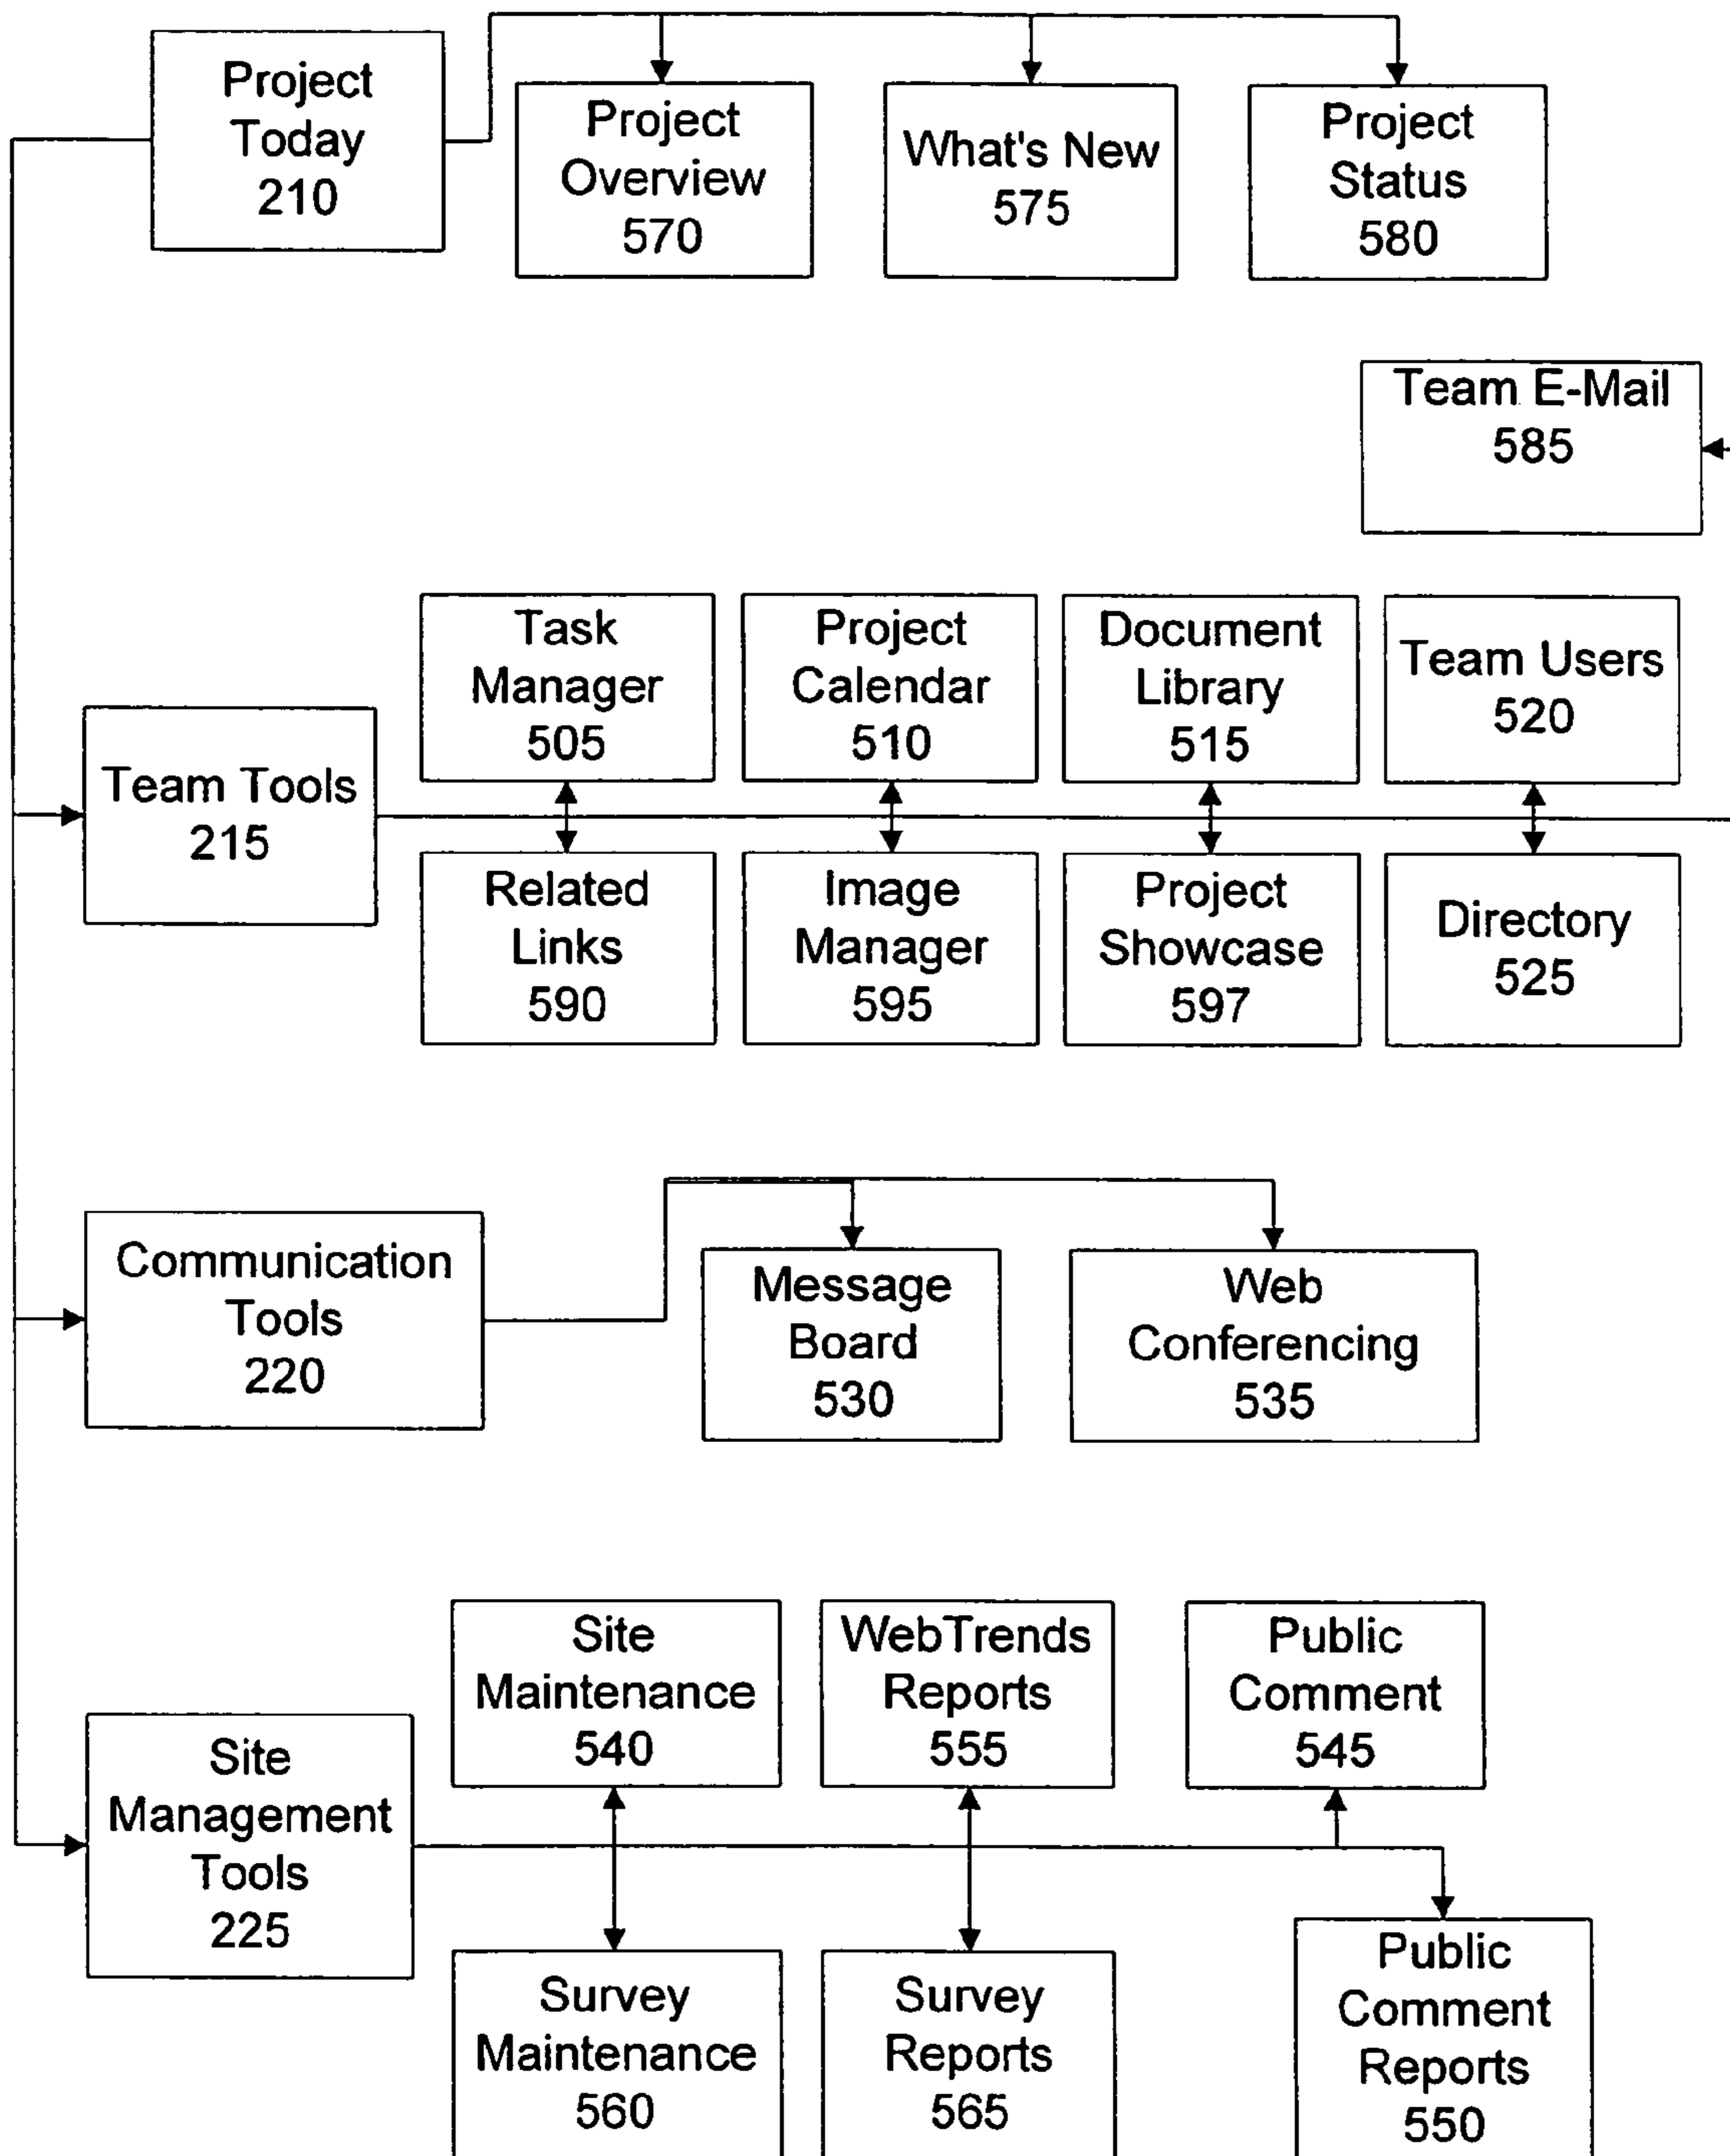 Project
Today
210
Project
Overview
570
What's New
575
Project
Status
580
Team E-Mail
585
Task
Manager
505
Project
Calendar
510
Document
Library
515
Team Users
520
Team Tools
215
Related
Links
590
Image
Manager
595
Project
Showcase
597
Directory
525
Communication
Tools
220
Message
Board
530
Web
Conferencing
535
Site
Maintenance
540
WebTrends
Reports
555
Public
Comment
545
Site
Management
Tools
225
Survey
Maintenance
560
Survey
Reports
565
Public
Comment
Reports
550